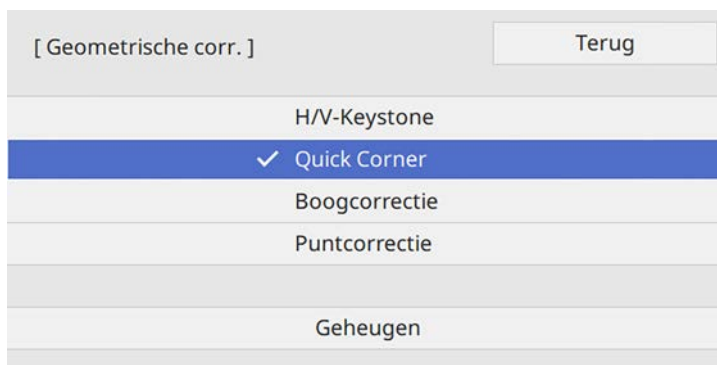 [ Geometrische corr. ]
Terug
H/V-Keystone
Quick Corner
Boogcorrectie
Puntcorrectie
Geheugen